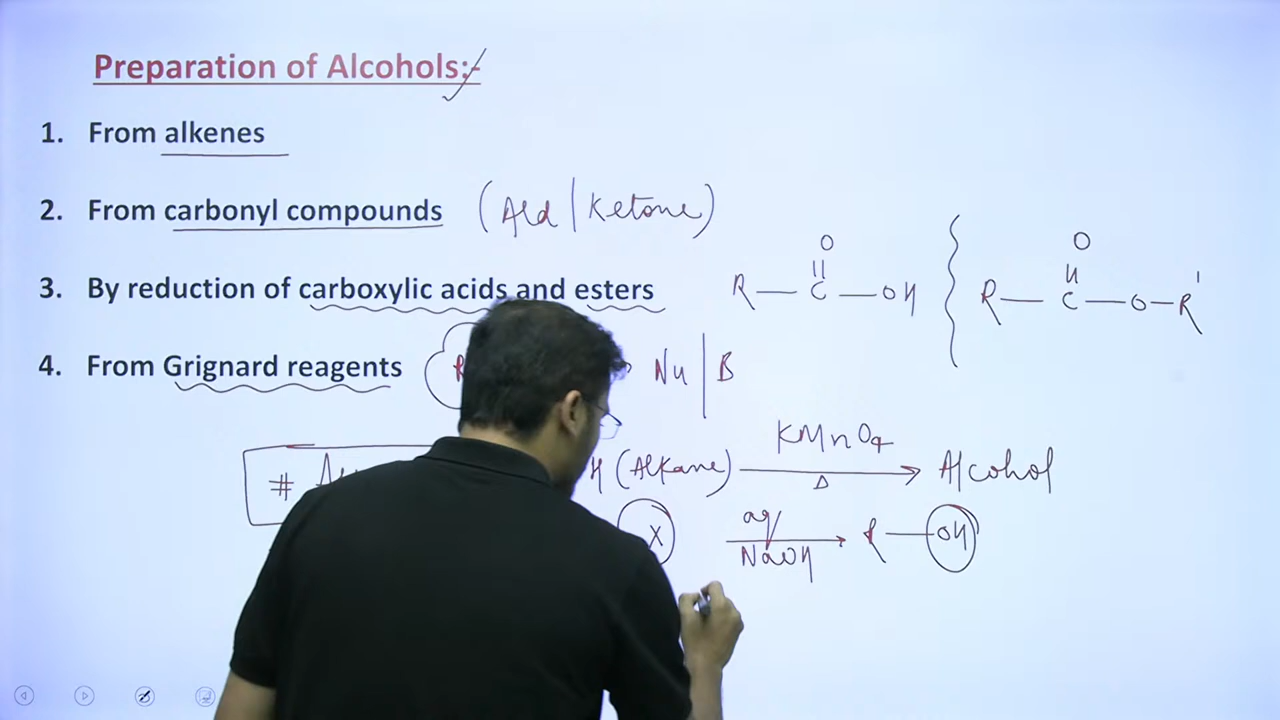 Preparation of Alcohols:-
1. From alkenes
2. From carbonyl compounds (Ald | Ketone)
3. By reduction of carboxylic acids and esters
O
||
R — C — OH
O
||
R — C — O — R'
4. From Grignard reagents
Nu | B
#
H (Alkane) KMnO4 Δ → Alcohol
X aq NaOH → R — OH